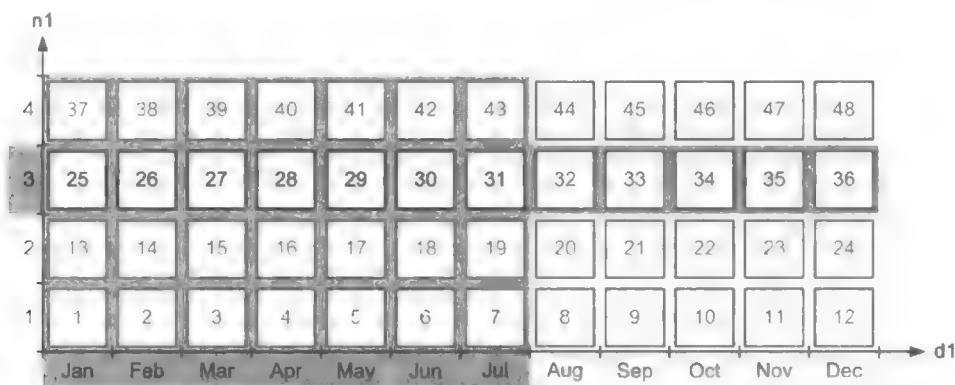 n1
4 37 38 39 40 41 42 43 44 45 46 47 48
3 25 26 27 28 29 30 31 32 33 34 35 36
2 13 14 15 16 17 18 19 20 21 22 23 24
1 1 2 3 4 5 6 7 8 9 10 11 12
d1
Jan Feb Mar Apr May Jun Jul Aug Sep Oct Nov Dec